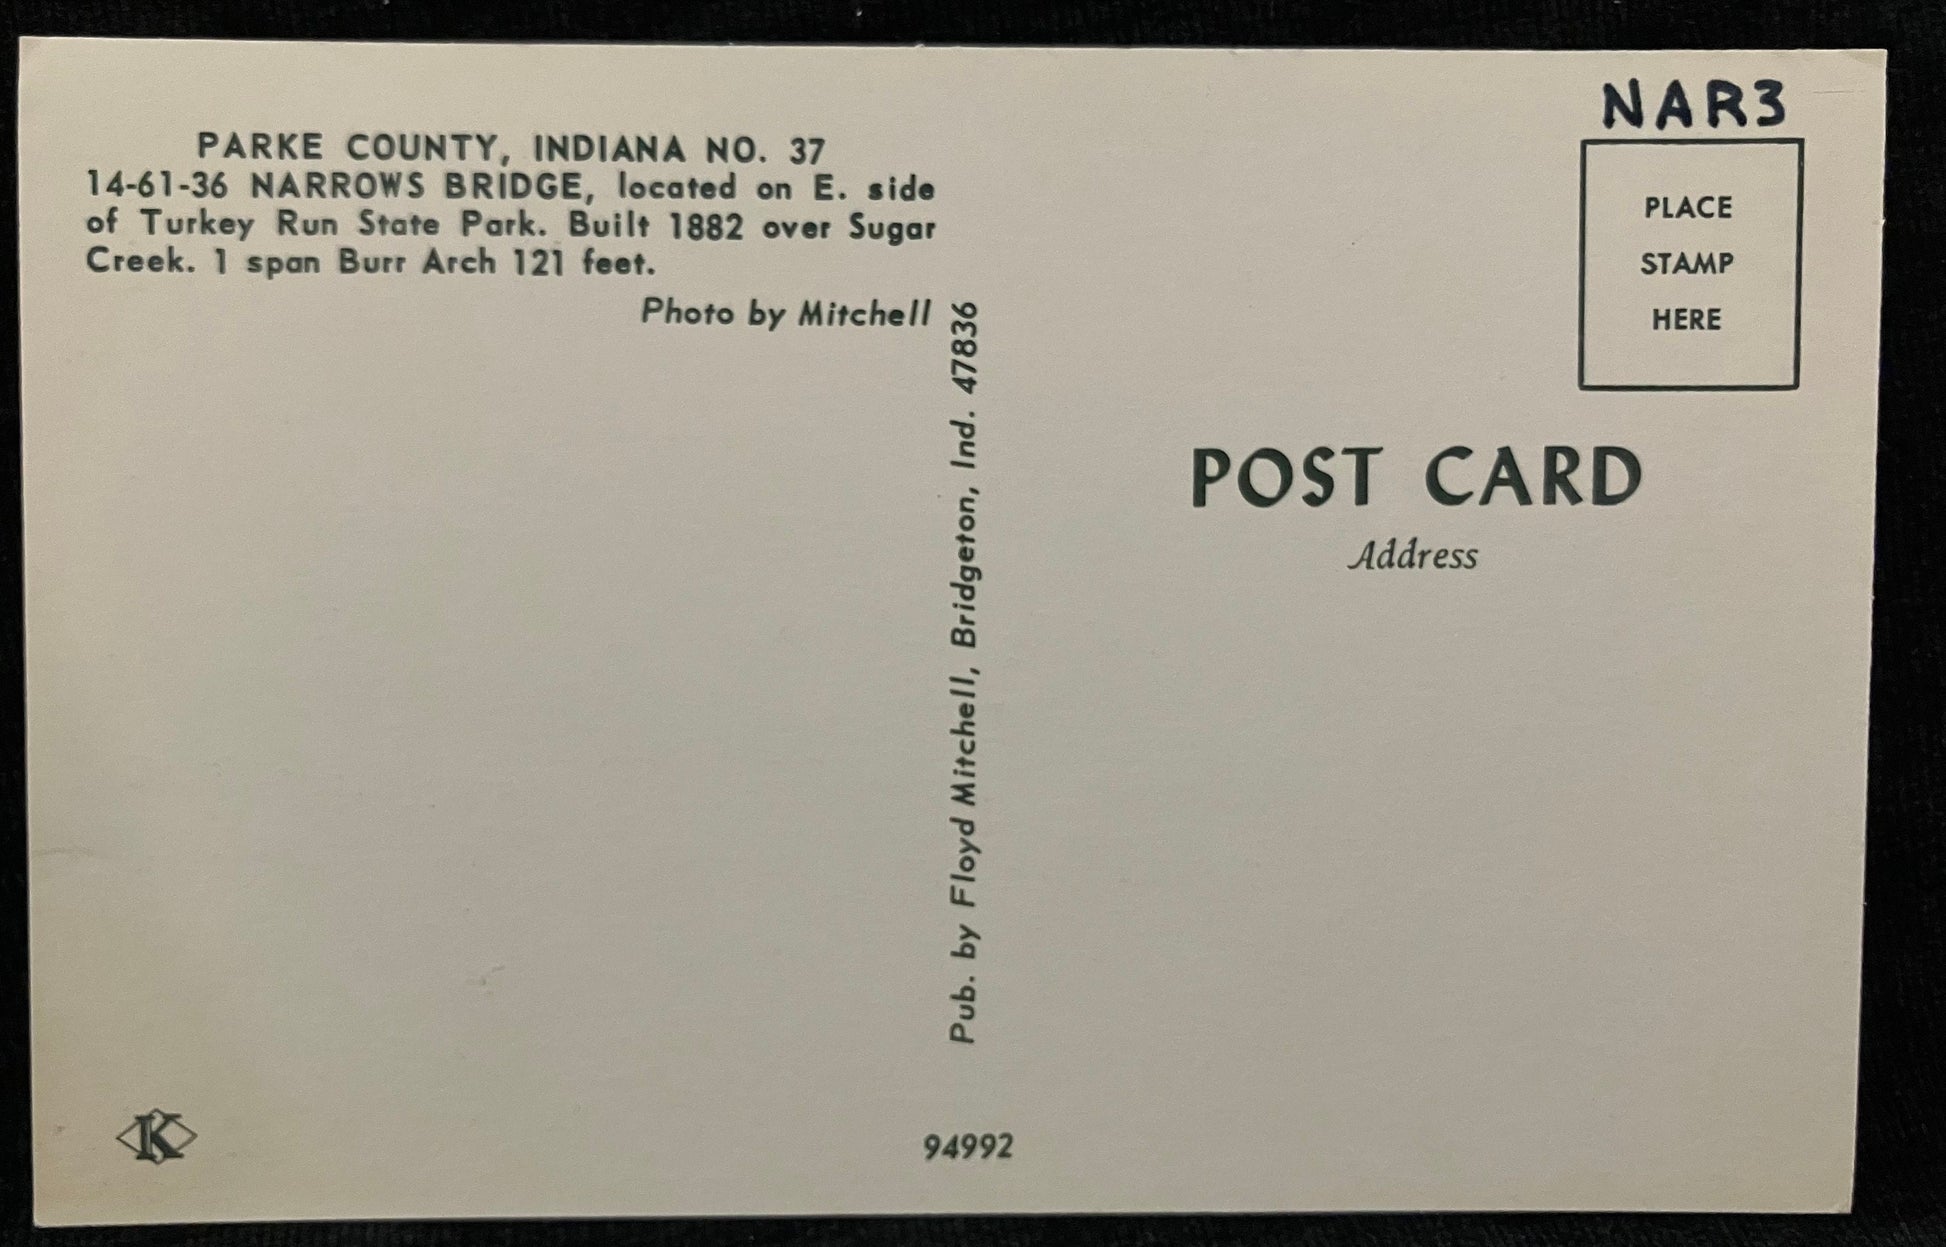 NAR3
PARKE COUNTY, INDIANA NO. 37
14-61-36 NARROWS BRIDGE, located on E. side
of Turkey Run State Park. Built 1882 over Sugar
Creek. 1 span Burr Arch 121 feet.
Photo by Mitchell
Pub. by Floyd Mitchell, Bridgeton, Ind. 47836
PLACE
STAMP
HERE
POST CARD
Address
K
94992